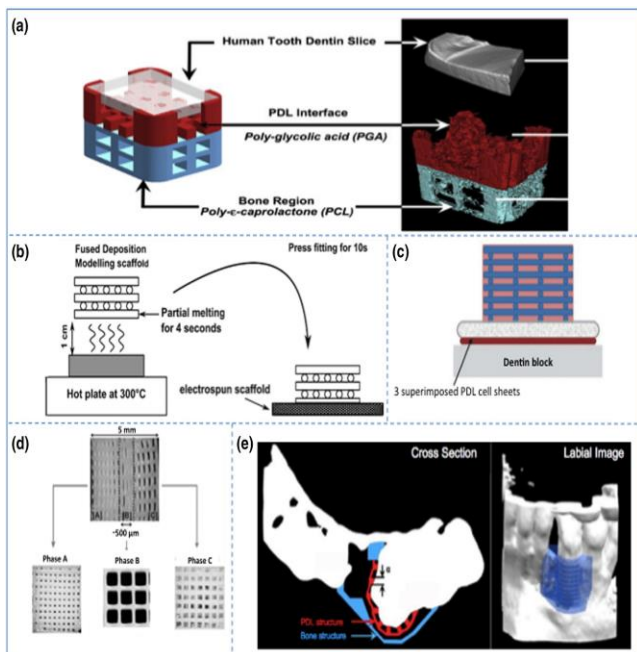 (a)
Human Tooth Dentin Slice
PDL Interface
Poly-glycolic acid (PGA)
Bone Region
Poly-ε-caprolactone (PCL)
(b)
Fused Deposition
Modelling scaffold
Press fitting for 10s
Partial melting
for 4 seconds
1 cm
Hot plate at 300°C
electrospun scaffold
(c)
Dentin block
3 superimposed PDL cell sheets
(d)
5 mm
[A]
[B]
[C]
~500 µm
Phase A
Phase B
Phase C
(e)
Cross Section
Labial Image
PDL structure
Bone structure